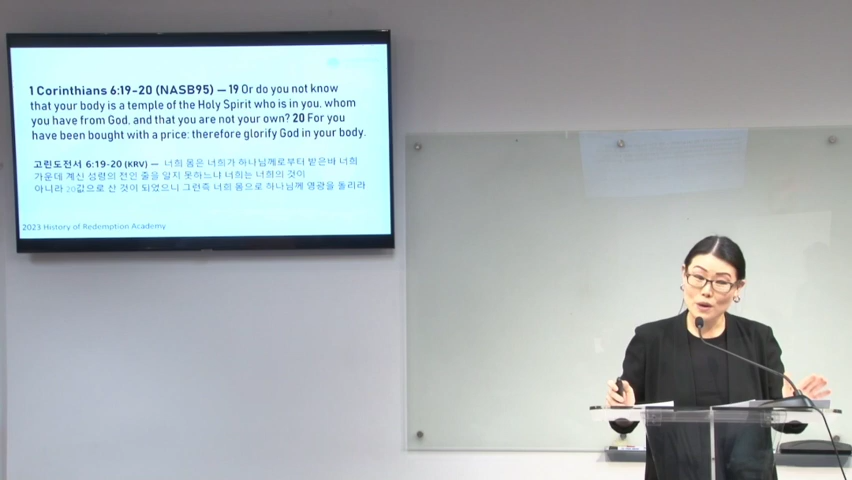 1 Corinthians 6:19-20 (NASB95) — 19 Or do you not know
that your body is a temple of the Holy Spirit who is in you, whom
you have from God, and that you are not your own? 20 For you
have been bought with a price: therefore glorify God in your body.
고린도전서 6:19-20 (KRV) — 너희 몸은 너희가 하나님께로부터 받은바 너희
가운데 계신 성령의 전인 줄을 알지 못하느냐 너희는 너희의 것이
아니라 20값으로 산 것이 되었으니 그런즉 너희 몸으로 하나님께 영광을 돌리라
2023 History of Redemption Academy